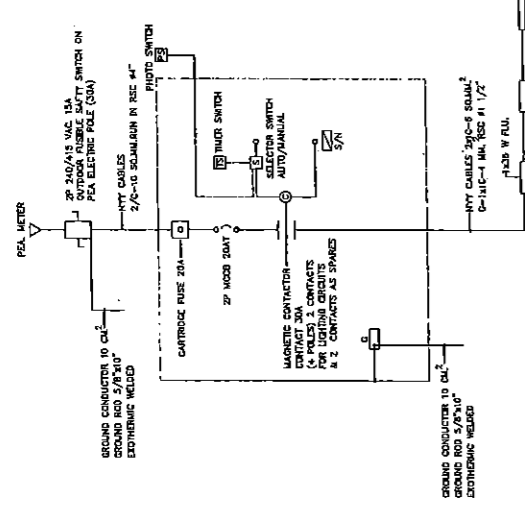 PEA. METER
2P 240/415 VAC 15A
OUTDOOR FUSIBLE SAFTY SWITCH ON
PEA ELECTRIC POLE (30A)
NYY CABLES
2/C-10 SQ.MM.RUN IN RSC #4"
GROUND CONDUCTOR 10 CM.²
GROUND ROD 5/8"x10"
EXOTHERMIC WELDED
PHOTO SWITCH
PS
CARTRIDGE FUSE 20A
TS TIMER SWITCH
S
SELECTOR SWITCH
AUTO/MANUAL
2P MCCB 20AT
S/N
C
MAGNETIC CONTACTOR
CONTACT 30A
(4 POLES) 2 CONTACTS
FOR LIGHTING CIRCUITS
& 2 CONTACTS AS SPARES
G
NYY CABLES 2x1C-6 SQ.MM.²
G-1x1C-4 MM. RSC #1 1/2"
1x36 W FLU.
GROUND CONDUCTOR 10 CM.²
GROUND ROD 5/8"x10"
EXOTHERMIC WELDED